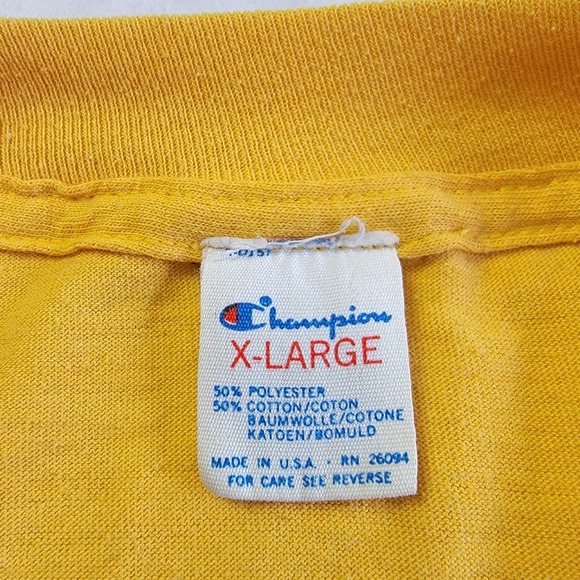 Champion
X-LARGE
50% POLYESTER
50% COTTON/COTON
BAUMWOLLE/COTONE
KATOEN/BOMULD
MADE IN U.S.A. • RN 26094
FOR CARE SEE REVERSE